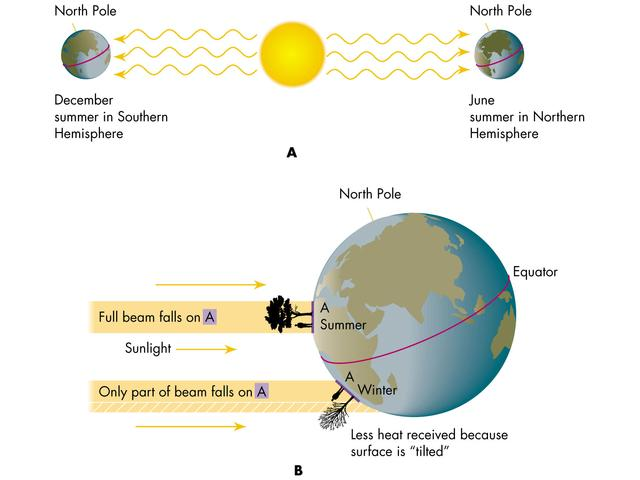 North Pole
North Pole
December
summer in Southern
Hemisphere
June
summer in Northern
Hemisphere
A
North Pole
Equator
Full beam falls on A
A
Summer
Sunlight
Only part of beam falls on A
A
Winter
Less heat received because
surface is “tilted”
B